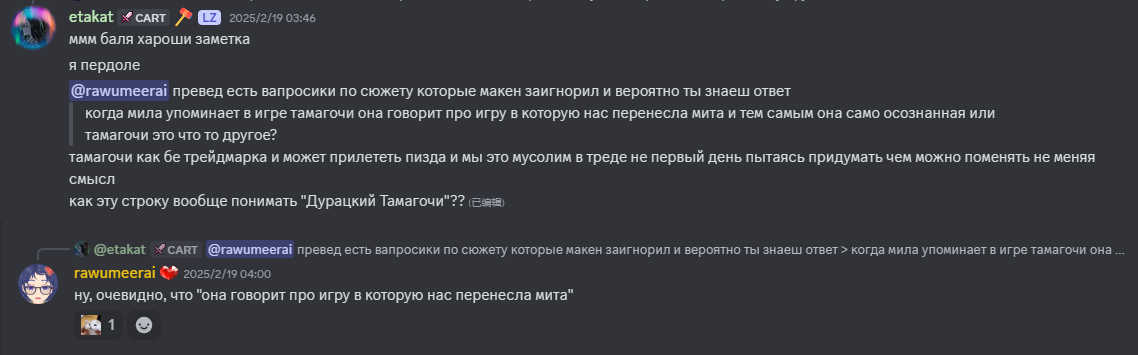 etakat CART LZ 2025/2/19 03:46
ммм баля хароши заметка
я пердоле
@rawumeerai превед есть вапросики по сюжету которые макен заигнорил и вероятно ты знаеш ответ
когда мила упоминает в игре тамагочи она говорит про игру в которую нас перенесла мита и тем самым она само осознанная или
тамагочи это что то другое?
тамагочи как бе трейдмарка и может прилететь пизда и мы это мусолим в треде не первый день пытаясь придумать чем можно поменять не меняя
смысл
как эту строку вообще понимать "Дурацкий Тамагочи"?? (已编辑)
@etakat CART @rawumeerai превед есть вапросики по сюжету которые макен заигнорил и вероятно ты знаеш ответ > когда мила упоминает в игре тамагочи она ...
rawumeerai 2025/2/19 04:00
ну, очевидно, что "она говорит про игру в которую нас перенесла мита"
1